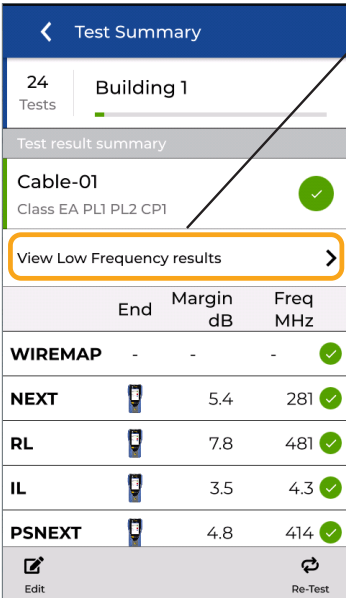 Test Summary
24
Tests
Building 1
Test result summary
Cable-01
Class EA PL1 PL2 CP1
View Low Frequency results
End Margin dB Freq MHz
WIREMAP - - -
NEXT 5.4 281
RL 7.8 481
IL 3.5 4.3
PSNEXT 4.8 414
Edit Re-Test